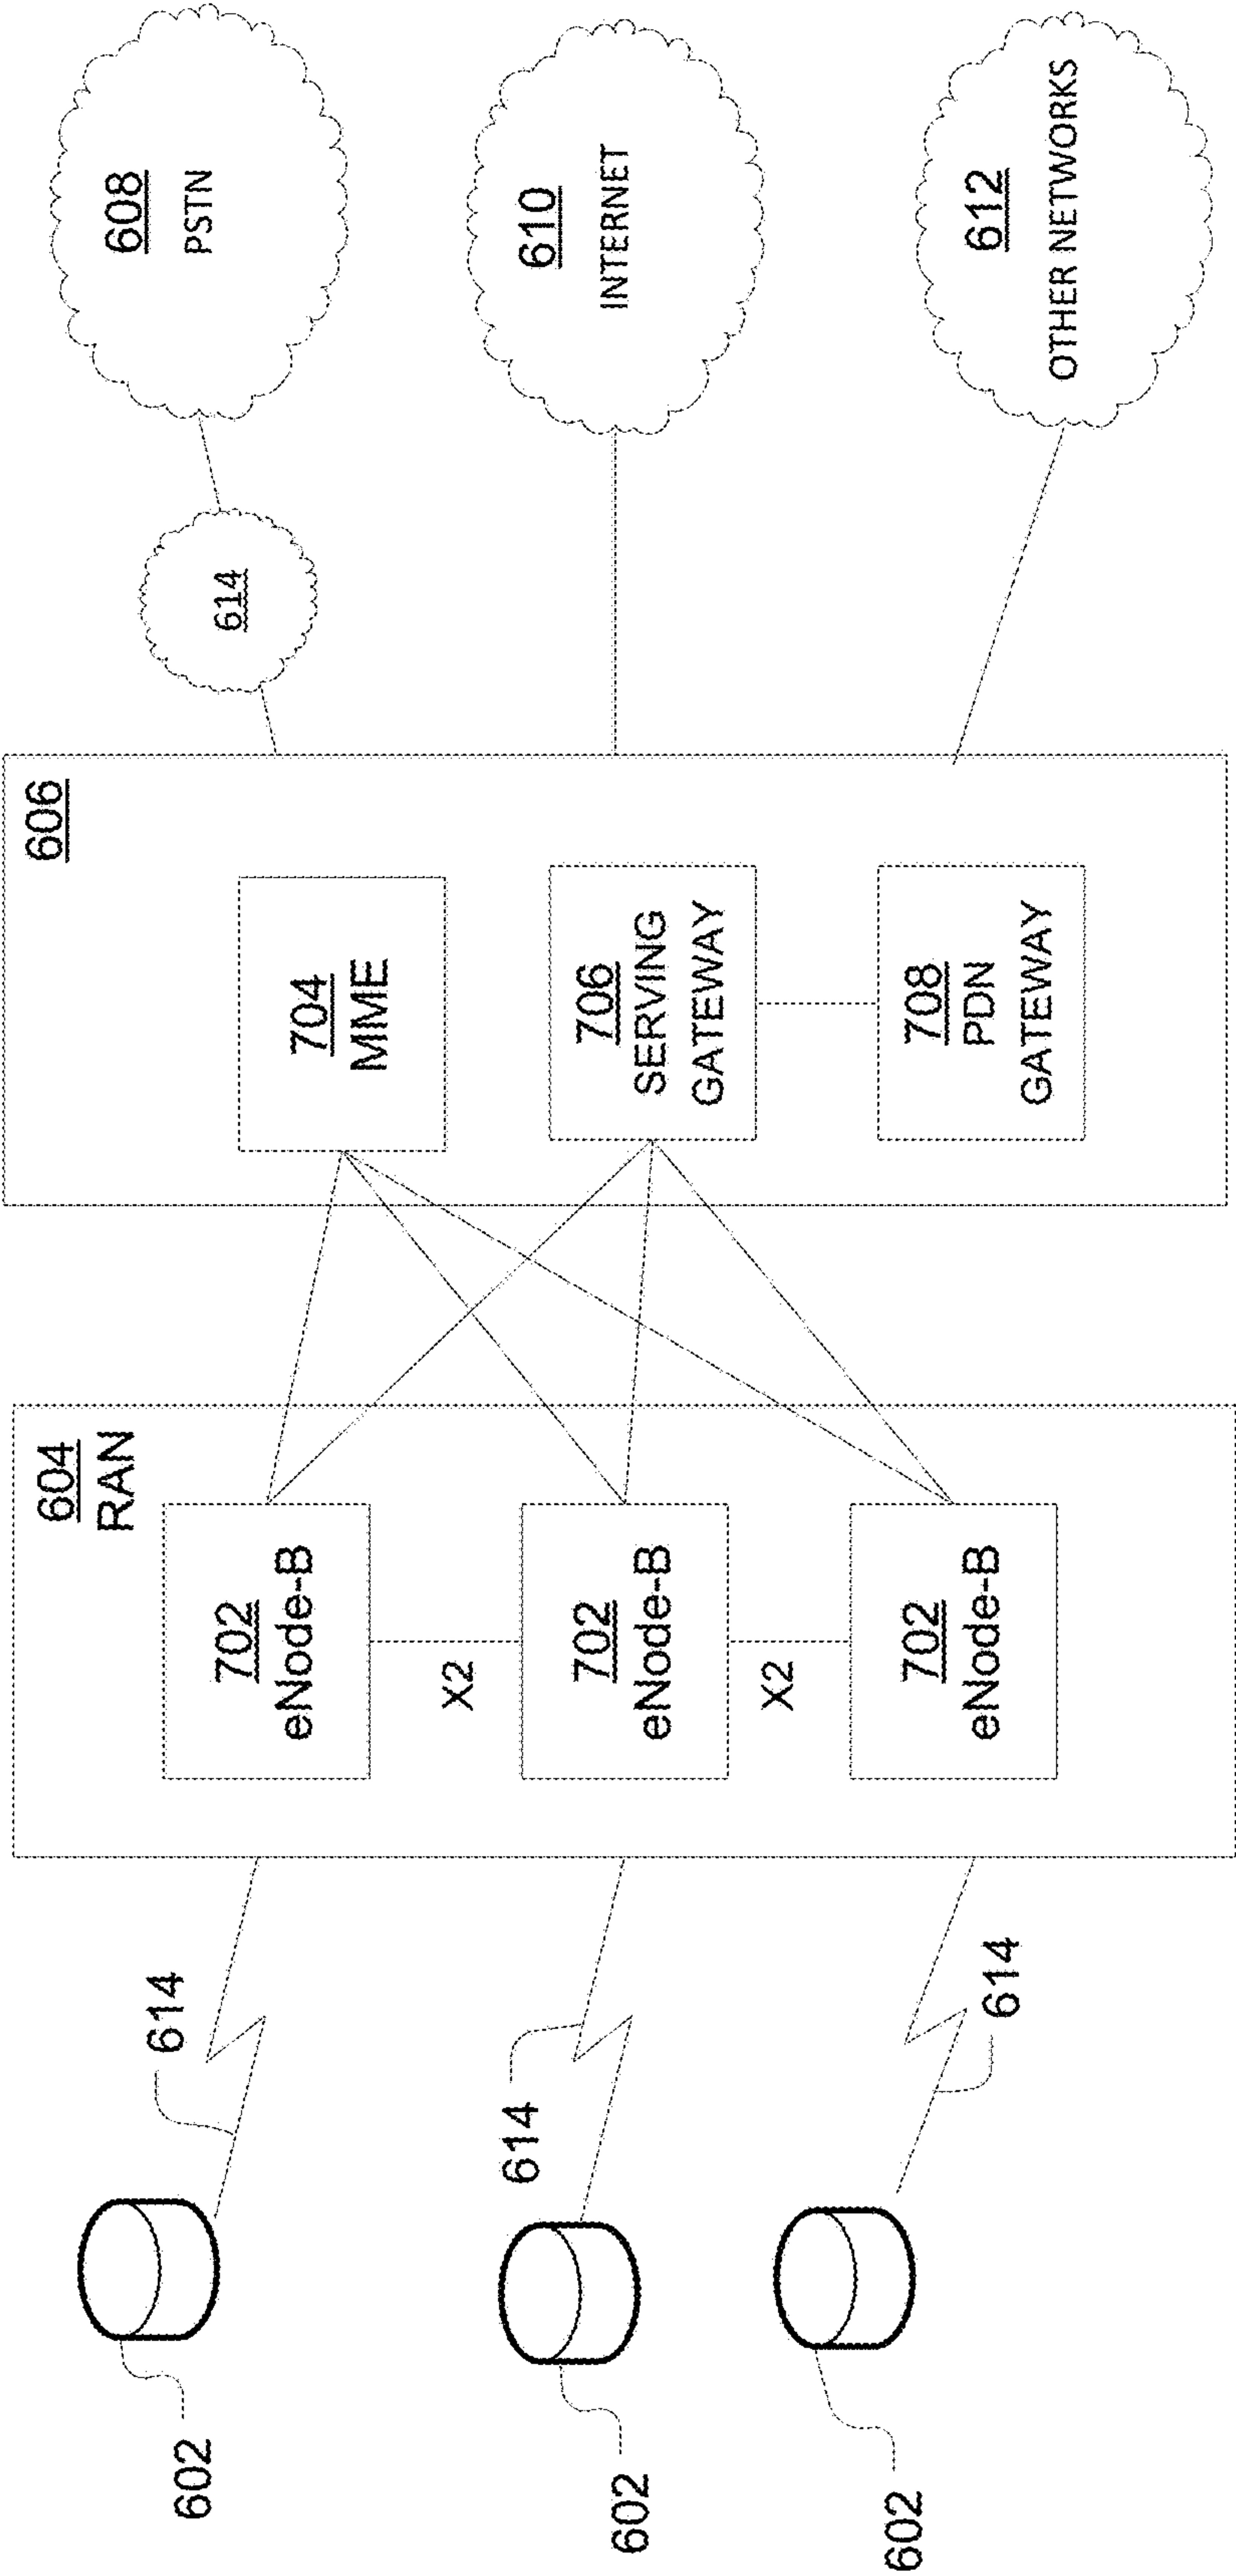 602
602
602
614
614
614
604
RAN
702
eNode-B
X2
702
eNode-B
X2
702
eNode-B
606
704
MME
706
SERVING
GATEWAY
708
PDN
GATEWAY
614
608
PSTN
610
INTERNET
612
OTHER NETWORKS